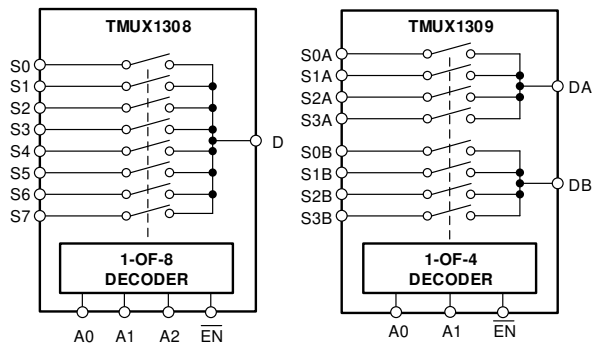 TMUX1308
S0
S1
S2
S3
S4
S5
S6
S7
D
1-OF-8
DECODER
A0 A1 A2 EN
TMUX1309
S0A
S1A
S2A
S3A
DA
S0B
S1B
S2B
S3B
DB
1-OF-4
DECODER
A0 A1 EN